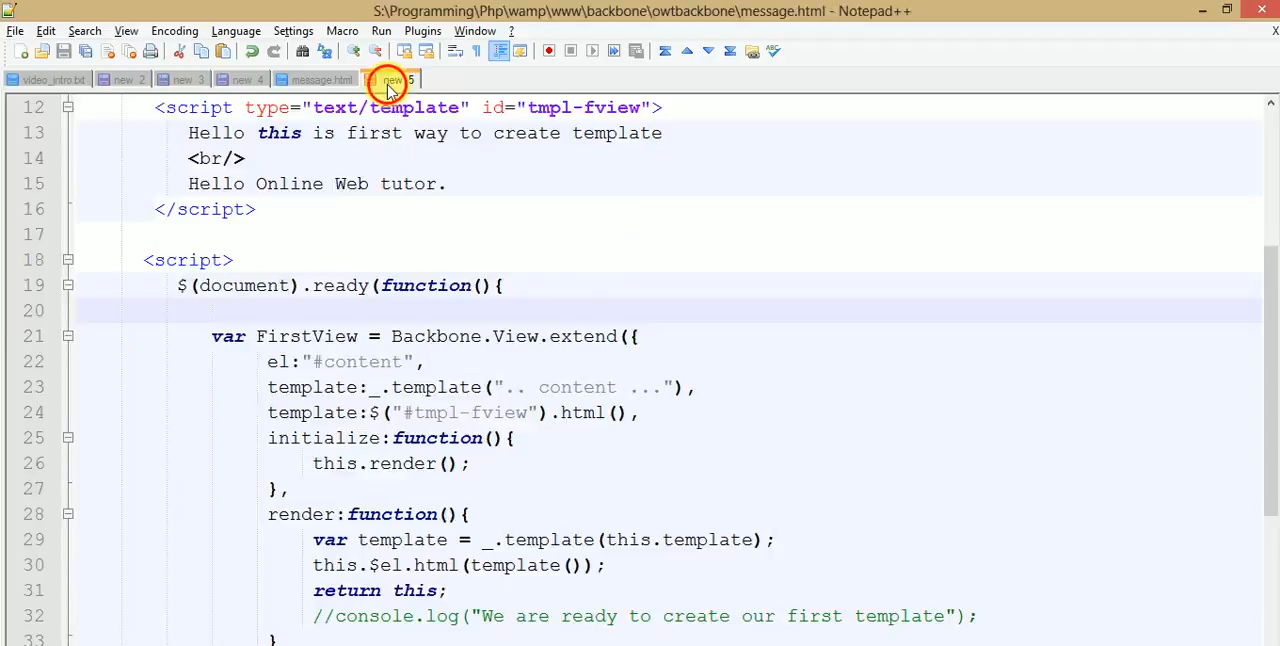 S:\Programming\Php\wamp\www\backbone\owtbackbone\message.html - Notepad++
File Edit Search View Encoding Language Settings Macro Run Plugins Window ? X
video_intro.txt new 2 new 3 new 4 message.html new 5
12 <script type="text/template" id="tmpl-fview">
13 Hello this is first way to create template
14 <br/>
15 Hello Online Web tutor.
16 </script>
17
18 <script>
19 $(document).ready(function(){
20
21 var FirstView = Backbone.View.extend({
22 el:"#content",
23 template:_.template(".. content ..."),
24 template:$("#tmpl-fview").html(),
25 initialize:function(){
26 this.render();
27 },
28 render:function(){
29 var template = _.template(this.template);
30 this.$el.html(template());
31 return this;
32 //console.log("We are ready to create our first template");
33 }